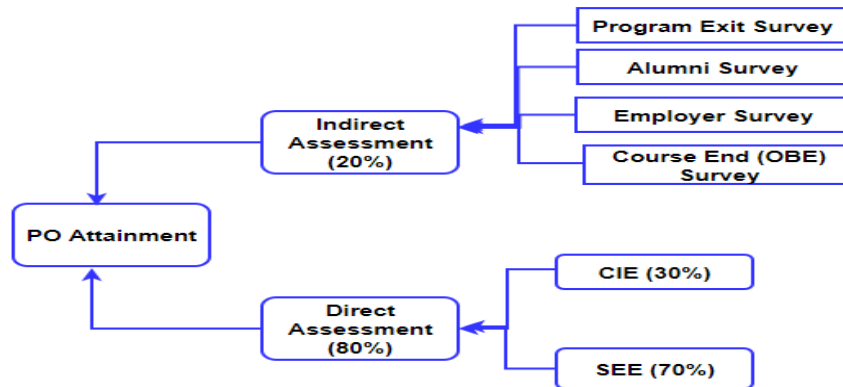 Program Exit Survey
Alumni Survey
Employer Survey
Course End (OBE)
Survey
Indirect
Assessment
(20%)
PO Attainment
Direct
Assessment
(80%)
CIE (30%)
SEE (70%)